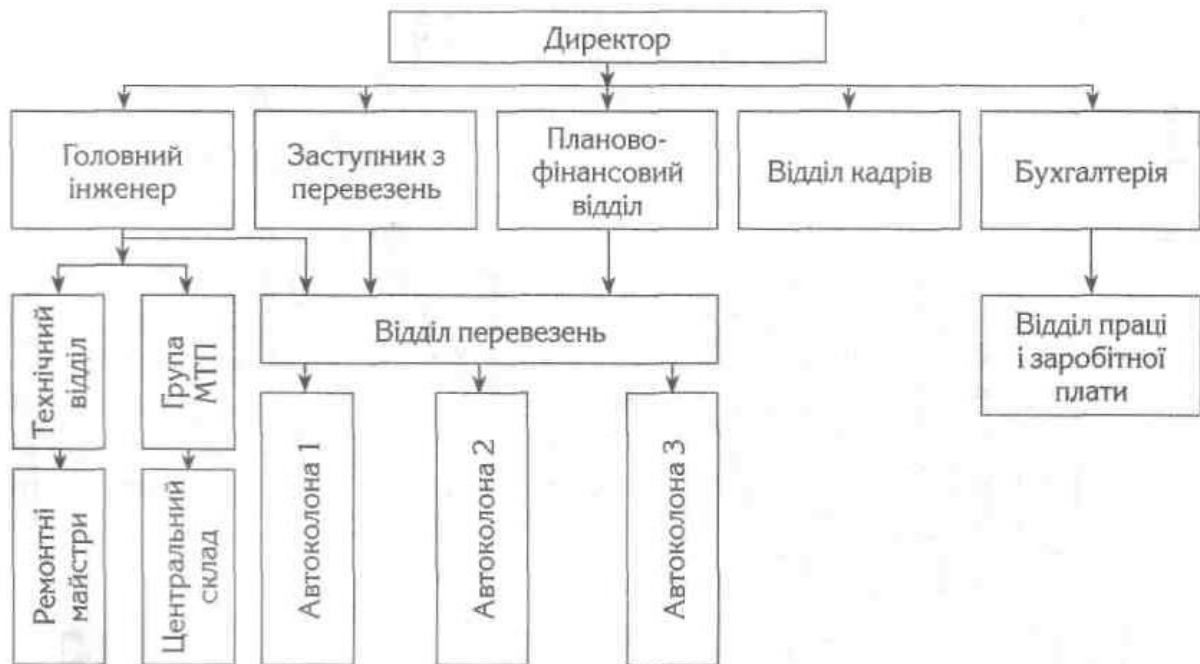 Директор
Головний
інженер
Заступник з
перевезень
Планово-
фінансовий
відділ
Відділ кадрів
Бухгалтерія
Технічний
відділ
Група
МТП
Відділ перевезень
Відділ праці
і заробітної
плати
Ремонтні
майстри
Центральний
склад
Автоколона 1
Автоколона 2
Автоколона 3